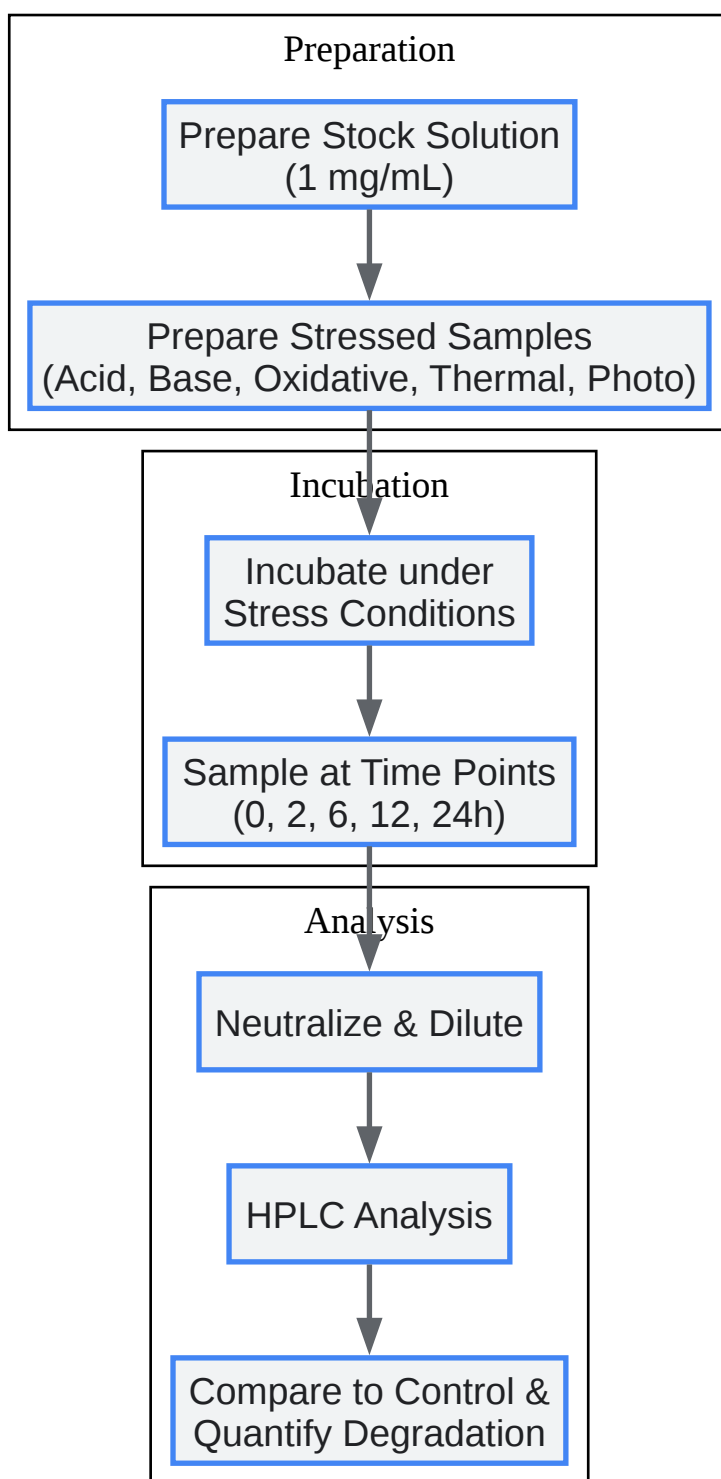 Preparation
Prepare Stock Solution
(1 mg/mL)
Prepare Stressed Samples
(Acid, Base, Oxidative, Thermal, Photo)
Incubation
Incubate under
Stress Conditions
Sample at Time Points
(0, 2, 6, 12, 24h)
Analysis
Neutralize & Dilute
HPLC Analysis
Compare to Control &
Quantify Degradation